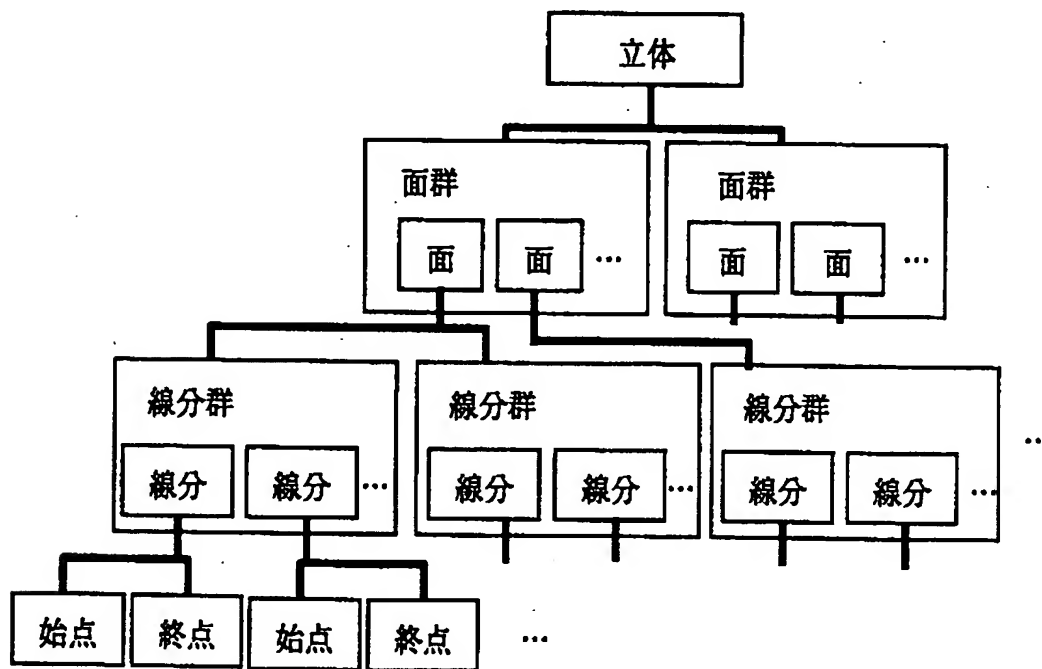 立体
面群 面群
面 面 … 面 面 …
線分群 線分群 線分群
線分 線分 … 線分 線分 … 線分 線分 … ‥
始点 終点 始点 終点 …